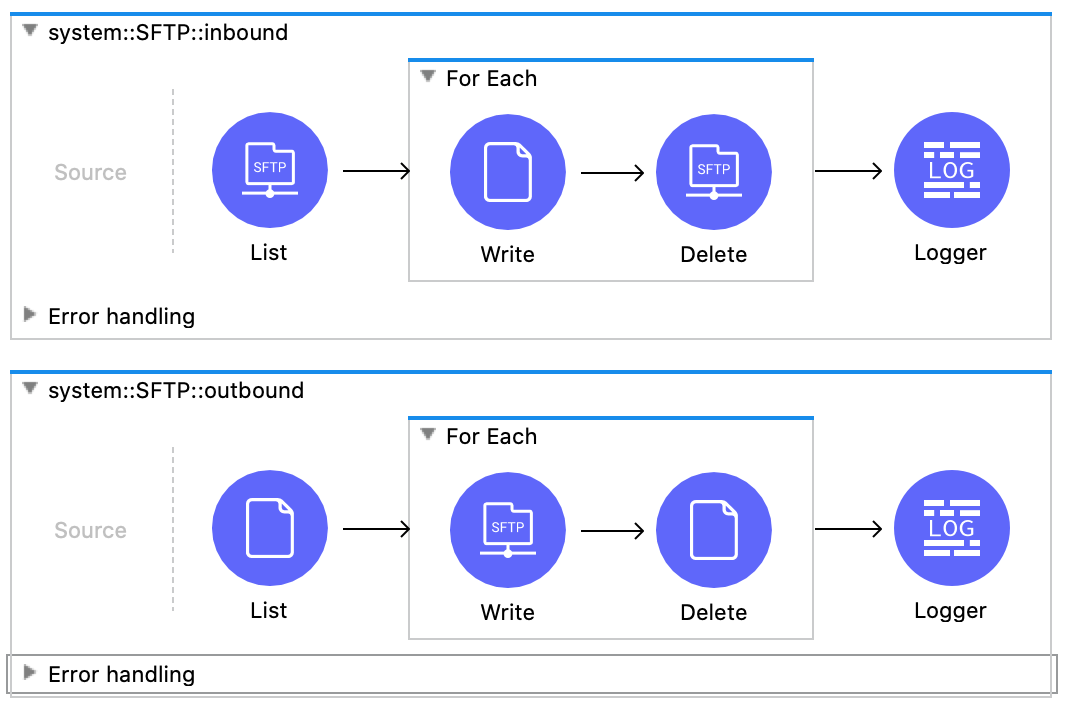 system::SFTP::inbound
For Each
Source
SFTP
SFTP
LOG
List
Write
Delete
Logger
Error handling
system::SFTP::outbound
For Each
Source
SFTP
LOG
List
Write
Delete
Logger
Error handling